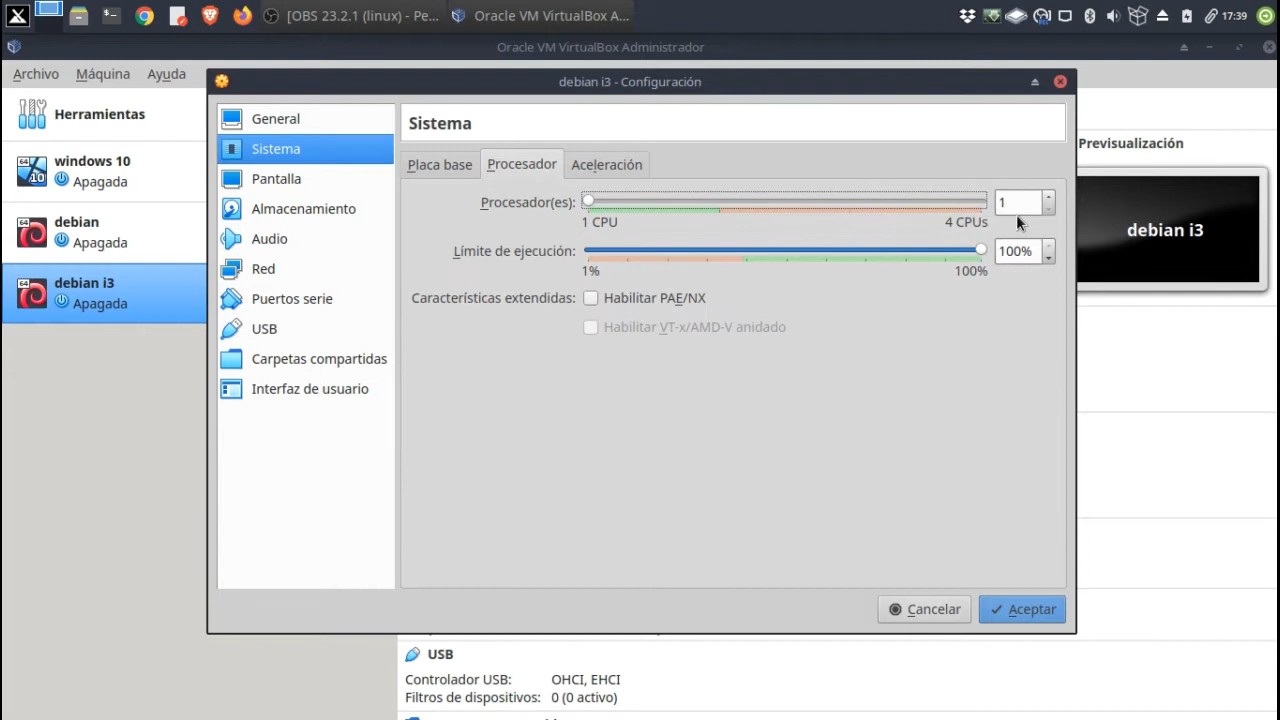 [OBS 23.2.1 (linux) - Pe...
Oracle VM VirtualBox A...
17:39
Oracle VM VirtualBox Administrador
Archivo Máquina Ayuda
Herramientas
64
10
windows 10
Apagada
64
debian
Apagada
64
debian i3
Apagada
debian i3 - Configuración
General
Sistema
Pantalla
Almacenamiento
Audio
Red
Puertos serie
USB
Carpetas compartidas
Interfaz de usuario
Sistema
Placa base Procesador Aceleración
Procesador(es): 1
1 CPU 4 CPUs
Límite de ejecución: 100%
1% 100%
Características extendidas: Habilitar PAE/NX
Habilitar VT-x/AMD-V anidado
Cancelar Aceptar
Previsualización
debian i3
USB
Controlador USB: OHCI, EHCI
Filtros de dispositivos: 0 (0 activo)